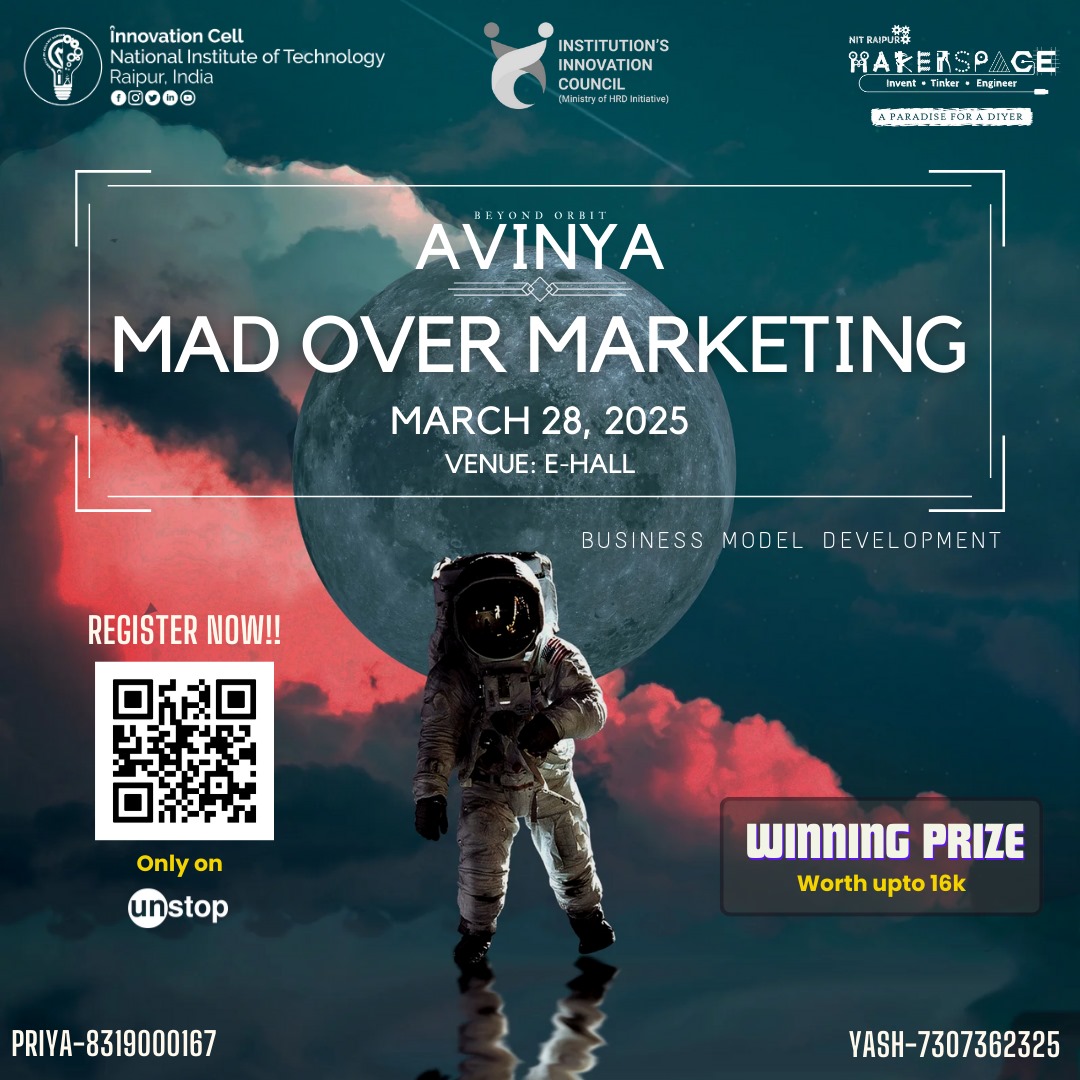 Innovation Cell
National Institute of Technology
Raipur, India
INSTITUTION'S
INNOVATION
COUNCIL
(Ministry of HRD Initiative)
NIT RAIPUR
MAKERSPACE
Invent • Tinker • Engineer
A PARADISE FOR A DIYER
BEYOND ORBIT
AVINYA
MAD OVER MARKETING
MARCH 28, 2025
VENUE: E-HALL
BUSINESS MODEL DEVELOPMENT
REGISTER NOW!!
Only on
unstop
WINNING PRIZE
Worth upto 16k
PRIYA-8319000167
YASH-7307362325